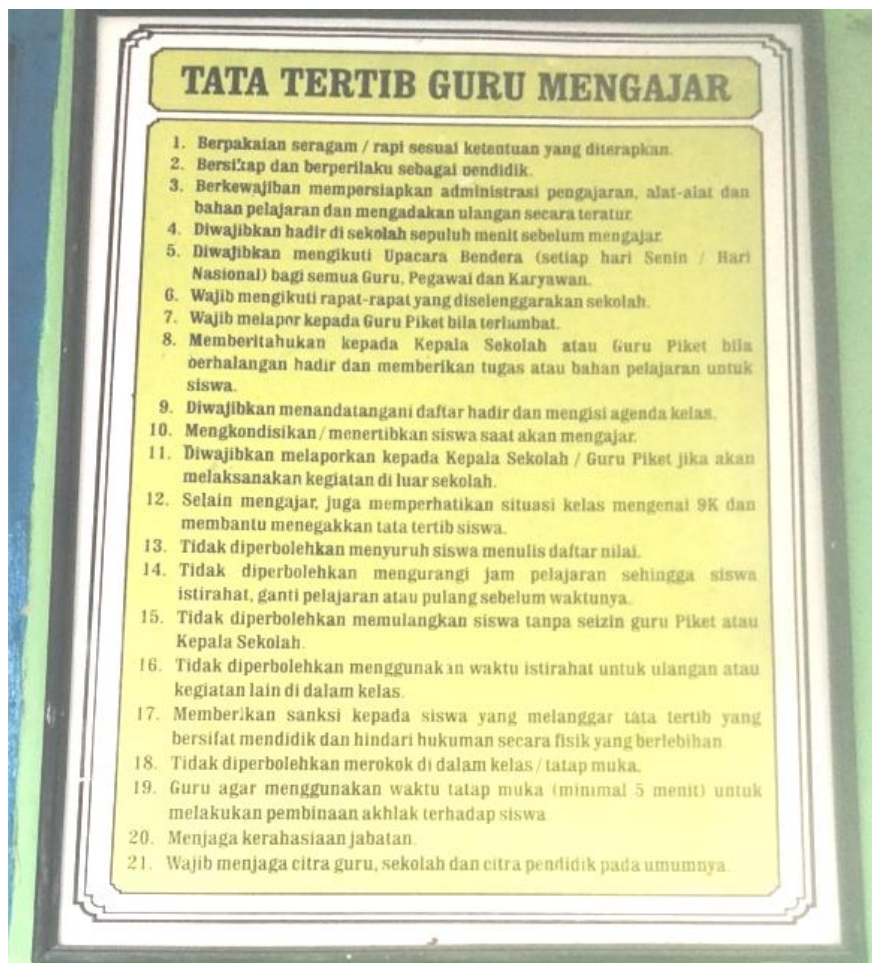 TATA TERTIB GURU MENGAJAR
1. Berpakaian seragam / rapi sesuai ketentuan yang diterapkan.
2. Bersikap dan berperilaku sebagai pendidik.
3. Berkewajiban mempersiapkan administrasi pengajaran, alat-alat dan
bahan pelajaran dan mengadakan ulangan secara teratur.
4. Diwajibkan hadir di sekolah sepuluh menit sebelum mengajar.
5. Diwajibkan mengikuti Upacara Bendera (setiap hari Senin / Hari
Nasional) bagi semua Guru, Pegawai dan Karyawan.
6. Wajib mengikuti rapat-rapat yang diselenggarakan sekolah.
7. Wajib melapor kepada Guru Piket bila terlambat.
8. Memberitahukan kepada Kepala Sekolah atau Guru Piket bila
berhalangan hadir dan memberikan tugas atau bahan pelajaran untuk
siswa.
9. Diwajibkan menandatangani daftar hadir dan mengisi agenda kelas.
10. Mengkondisikan / menertibkan siswa saat akan mengajar.
11. Diwajibkan melaporkan kepada Kepala Sekolah / Guru Piket jika akan
melaksanakan kegiatan di luar sekolah.
12. Selain mengajar, juga memperhatikan situasi kelas mengenai 9K dan
membantu menegakkan tata tertib siswa.
13. Tidak diperbolehkan menyuruh siswa menulis daftar nilai.
14. Tidak diperbolehkan mengurangi jam pelajaran sehingga siswa
istirahat, ganti pelajaran atau pulang sebelum waktunya.
15. Tidak diperbolehkan memulangkan siswa tanpa seizin guru Piket atau
Kepala Sekolah.
16. Tidak diperbolehkan menggunakan waktu istirahat untuk ulangan atau
kegiatan lain di dalam kelas.
17. Memberikan sanksi kepada siswa yang melanggar tata tertib yang
bersifat mendidik dan hindari hukuman secara fisik yang berlebihan
18. Tidak diperbolehkan merokok di dalam kelas / tatap muka.
19. Guru agar menggunakan waktu tatap muka (minimal 5 menit) untuk
melakukan pembinaan akhlak terhadap siswa
20. Menjaga kerahasiaan jabatan.
21. Wajib menjaga citra guru, sekolah dan citra pendidik pada umumnya.